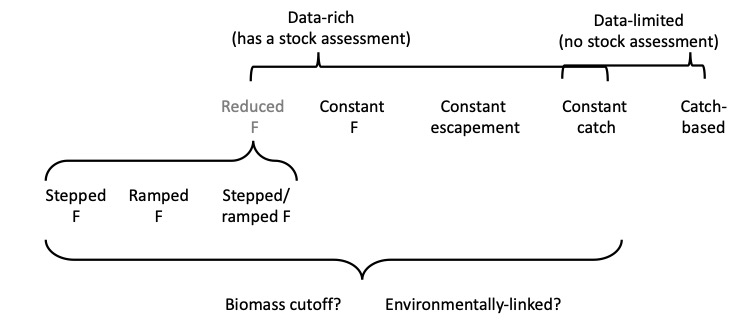 Data-rich
(has a stock assessment)
Data-limited
(no stock assessment)
Reduced
F
Constant
F
Constant
escapement
Constant
catch
Catch-
based
Stepped
F
Ramped
F
Stepped/
ramped F
Biomass cutoff?
Environmentally-linked?